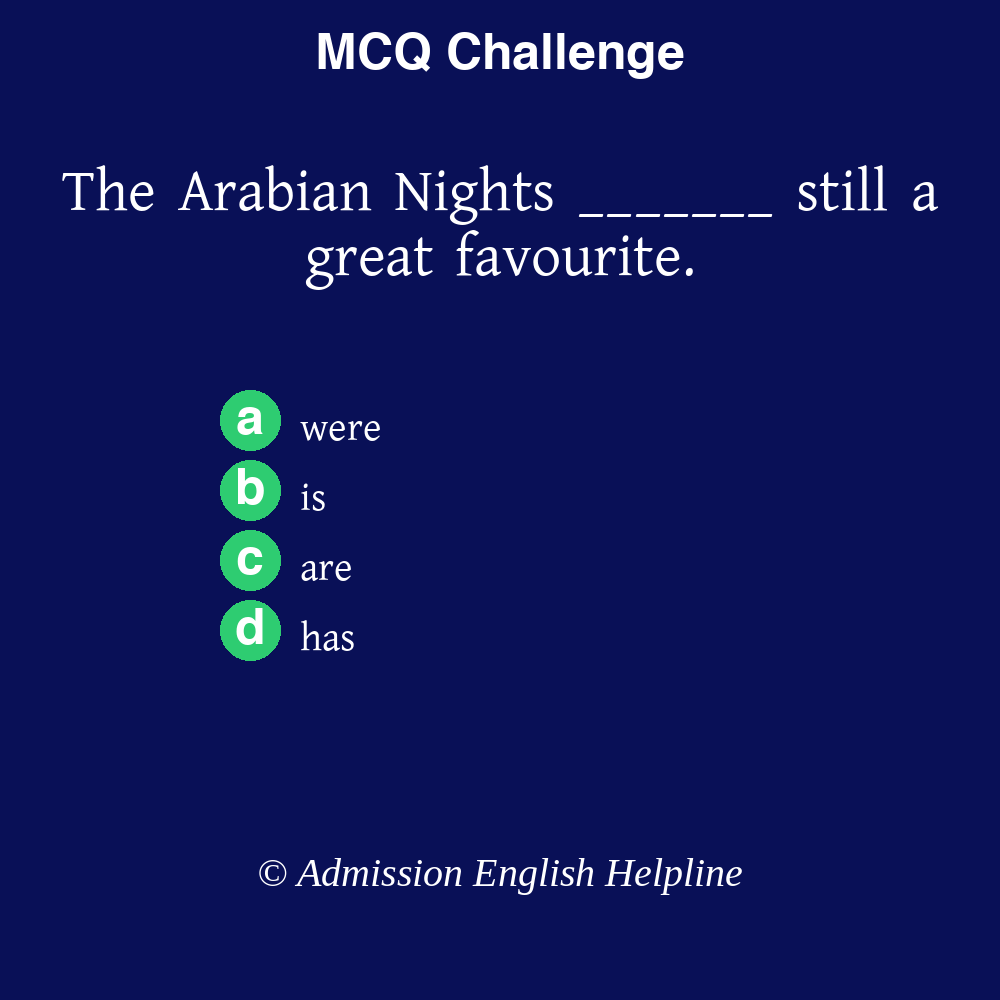 MCQ Challenge
The Arabian Nights _______ still a
great favourite.
a were
b is
c are
d has
© Admission English Helpline